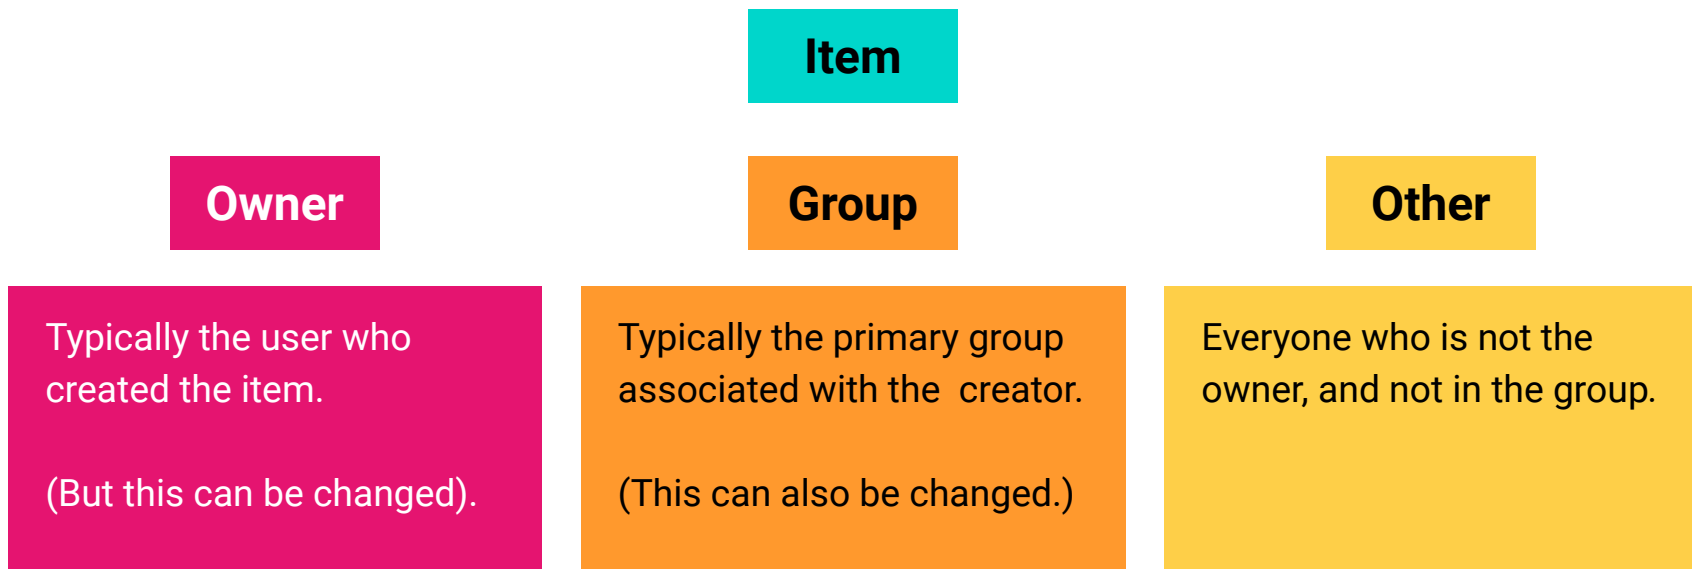 Item
Owner
Group
Other
Typically the user who
created the item.
(But this can be changed).
Typically the primary group
associated with the  creator.
(This can also be changed.)
Everyone who is not the
owner, and not in the group.